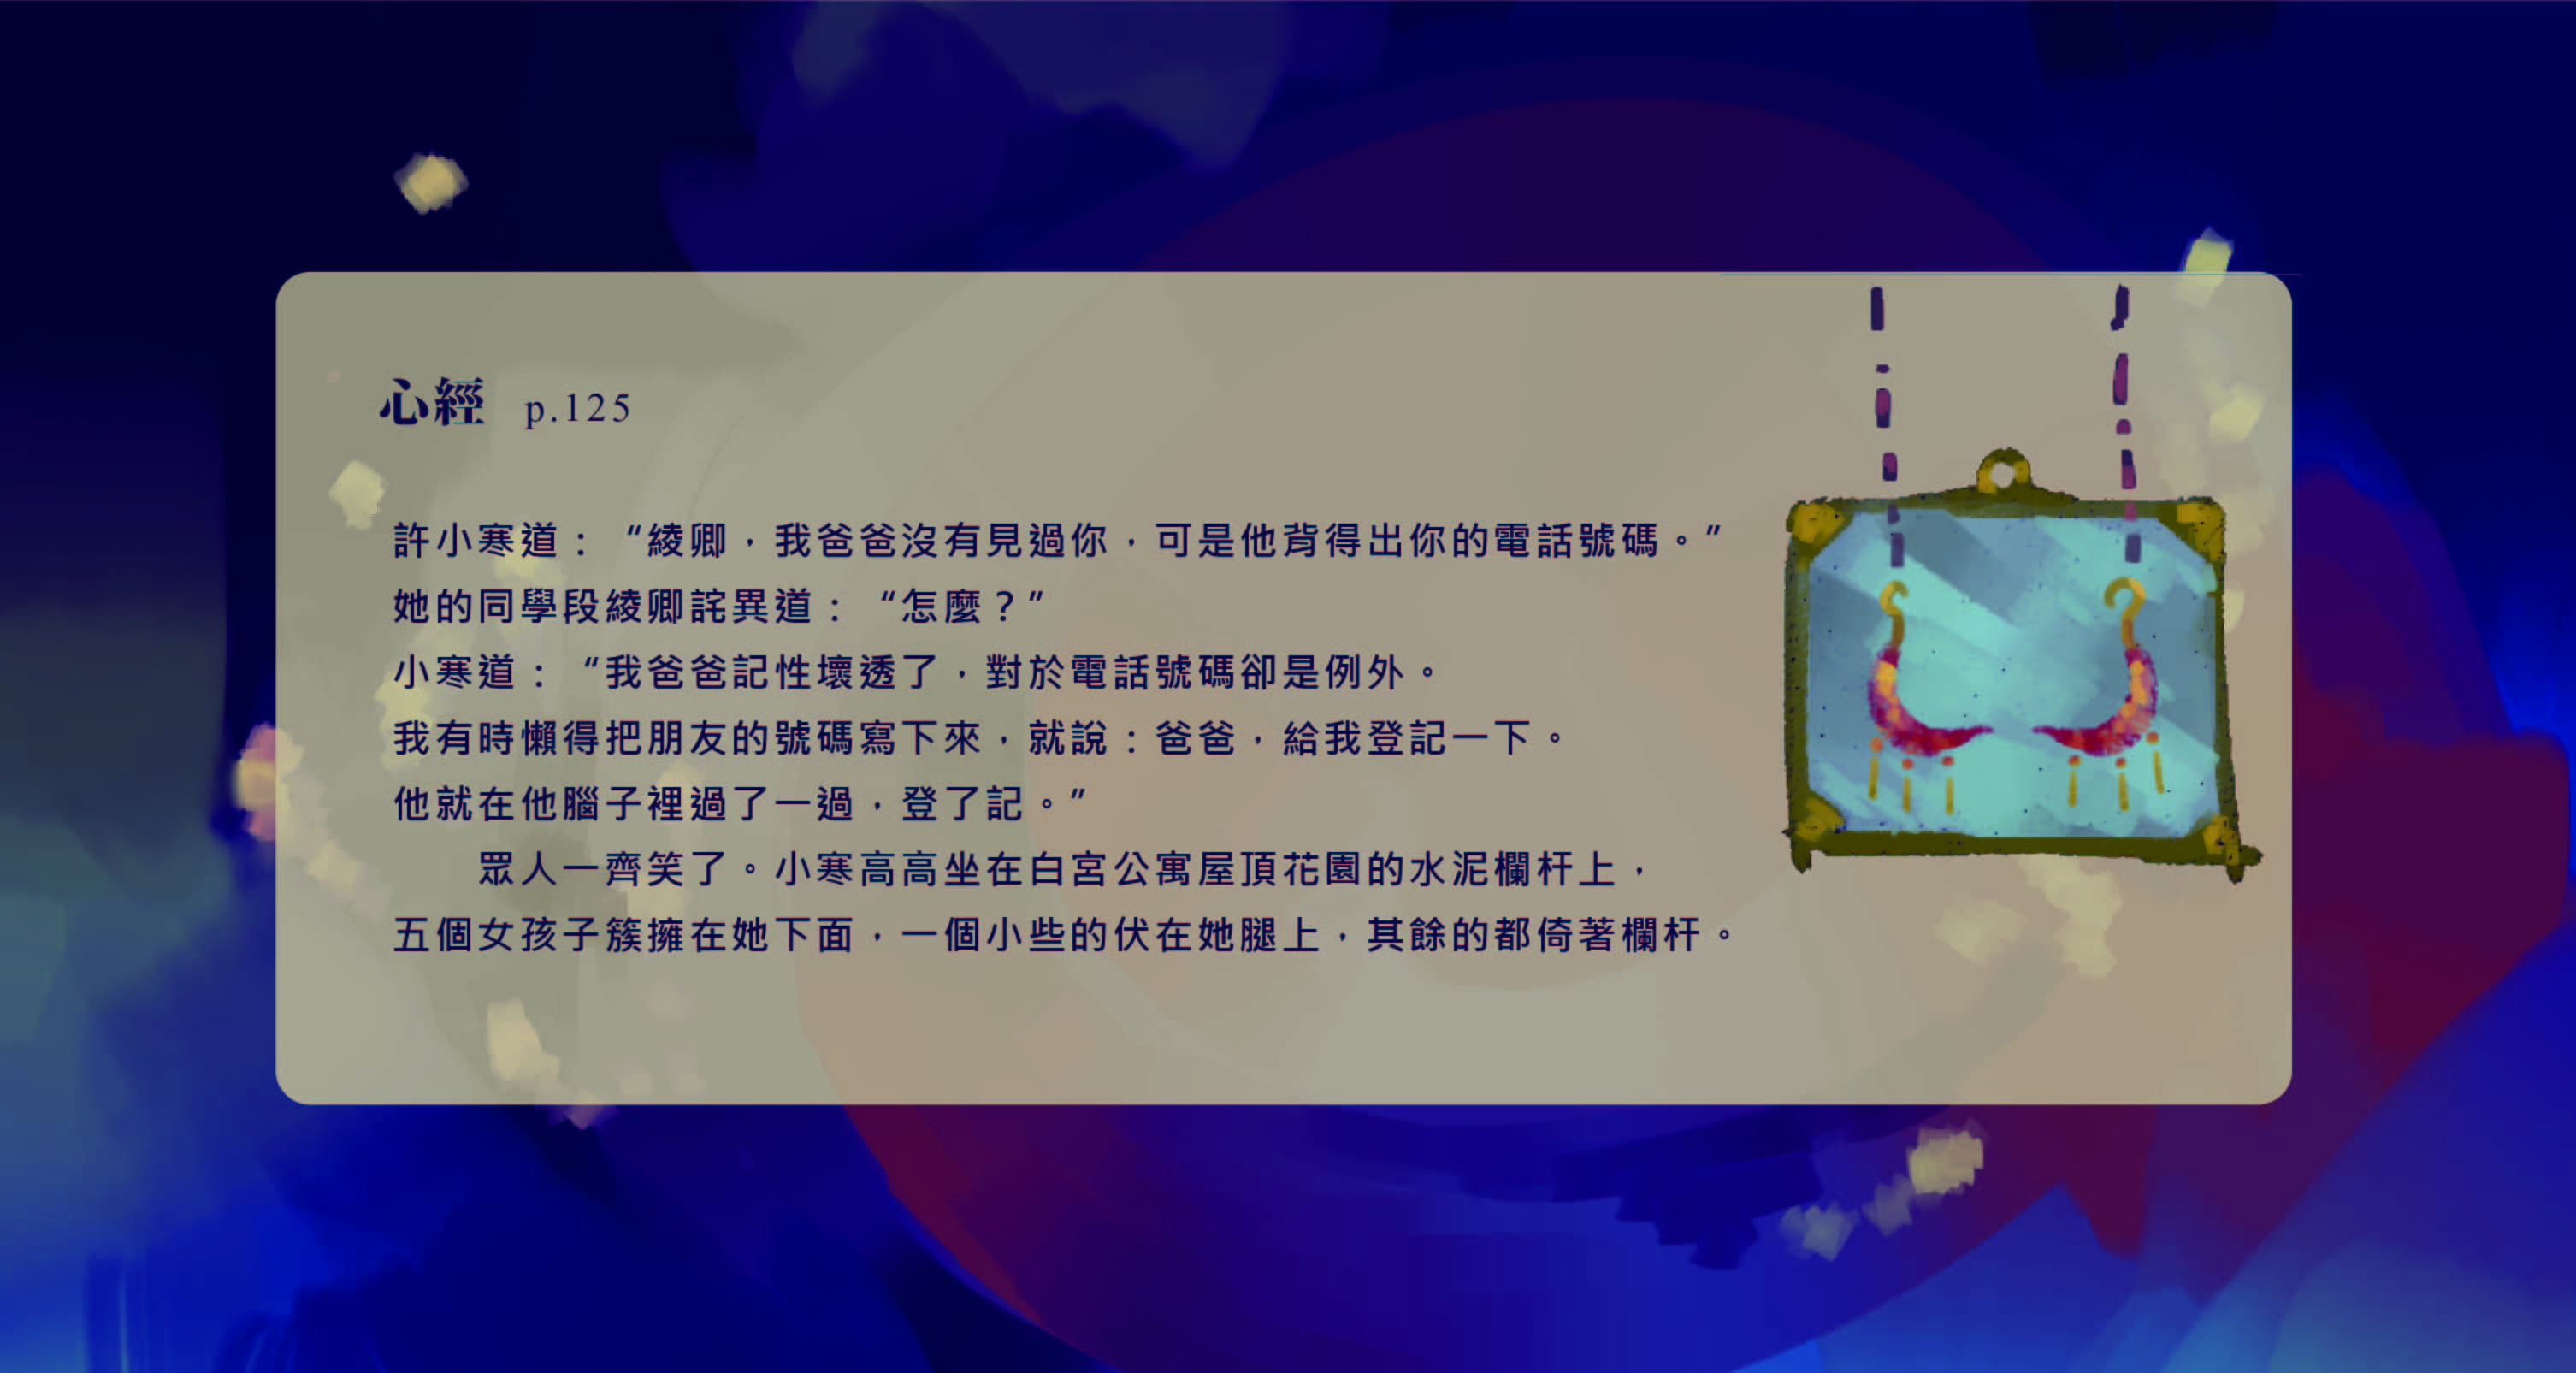 心經 p.125
許小寒道：“綾卿，我爸爸沒有見過你，可是他背得出你的電話號碼。”
她的同學段綾卿詫異道：“怎麼？”
小寒道：“我爸爸記性壞透了，對於電話號碼卻是例外。
我有時懶得把朋友的號碼寫下來，就說：爸爸，給我登記一下。
他就在他腦子裡過了一過，登了記。”
眾人一齊笑了。小寒高高坐在白宮公寓屋頂花園的水泥欄杆上，
五個女孩子簇擁在她下面，一個小些的伏在她腿上，其餘的都倚著欄杆。